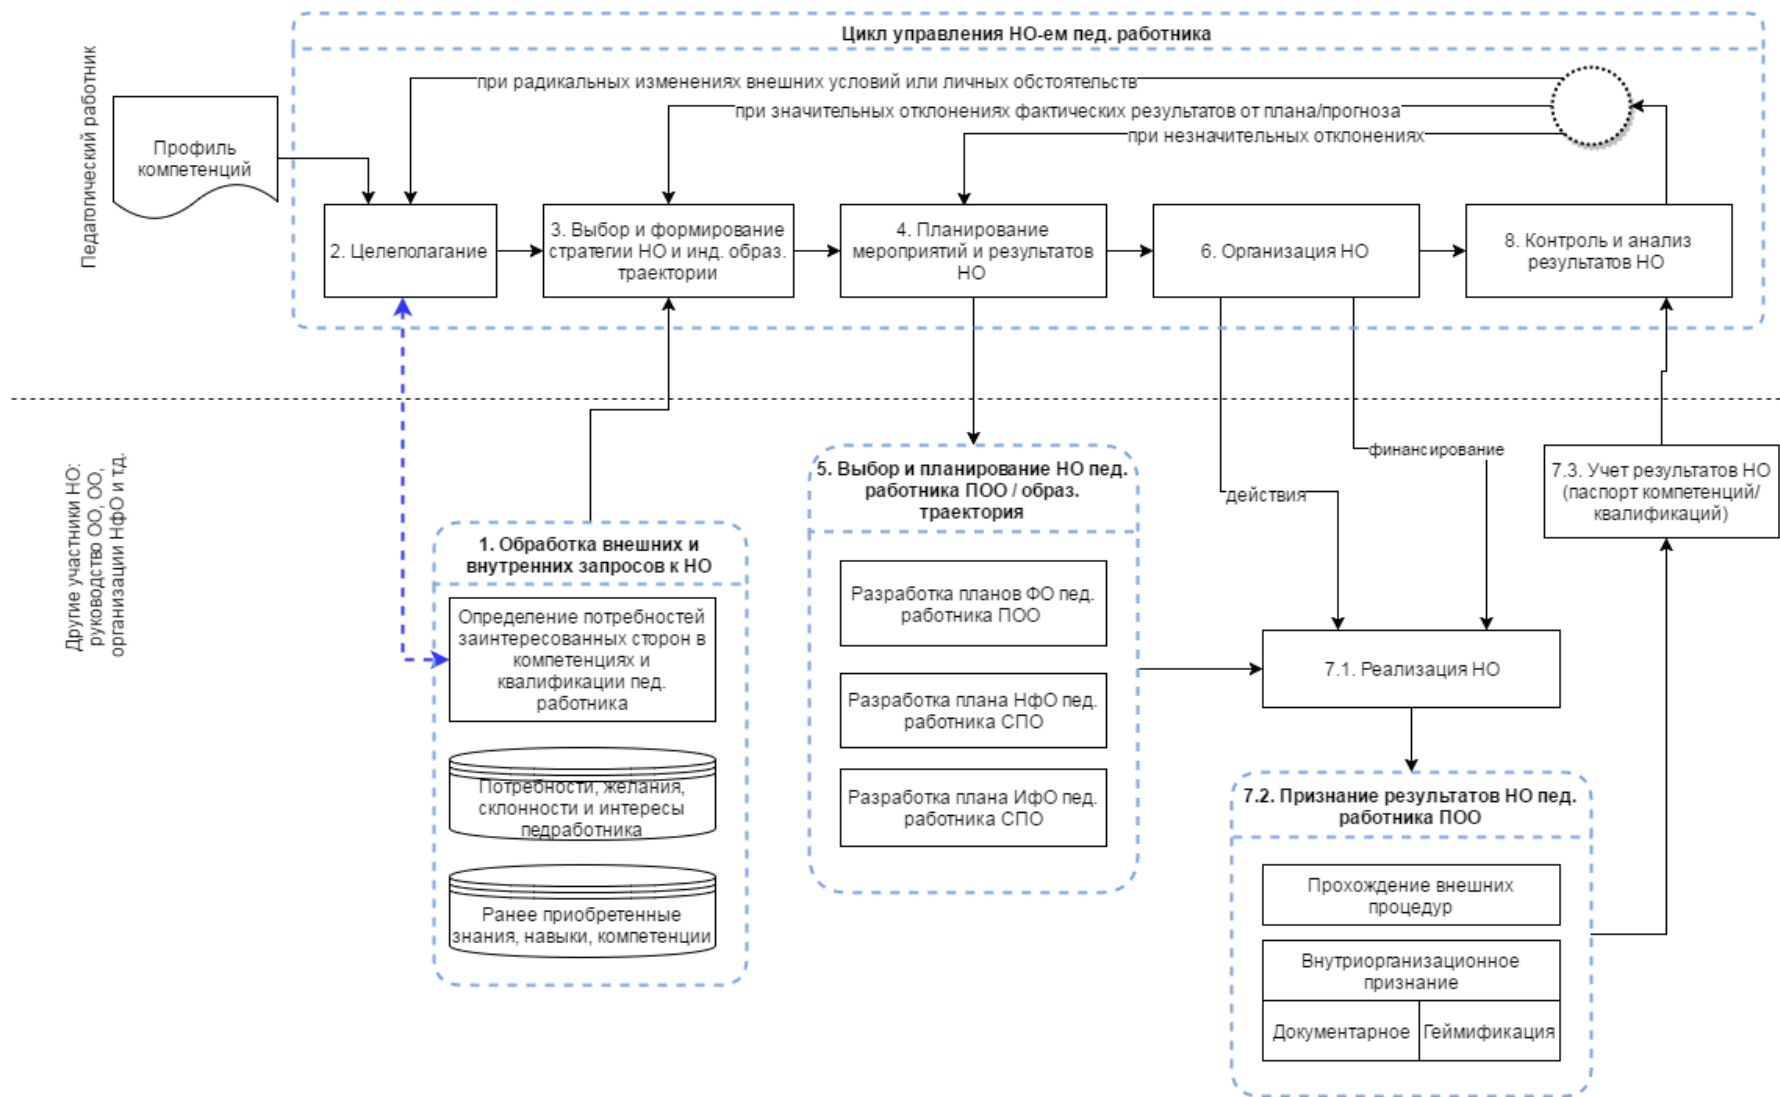 Цикл управления НО-ем пед. работника
Педагогический работник
при радикальных изменениях внешних условий или личных обстоятельств
при значительных отклонениях фактических результатов от плана/прогноза
при незначительных отклонениях
Профиль
компетенций
2. Целеполагание
3. Выбор и формирование
стратегии НО и инд. образ.
траектории
4. Планирование
мероприятий и результатов
НО
6. Организация НО
8. Контроль и анализ
результатов НО
Другие участники НО:
руководство ОО, ОО,
организации НфО и т.д.
1. Обработка внешних и
внутренних запросов к НО
Определение потребностей
заинтересованных сторон в
компетенциях и
квалификации пед.
работника
Потребности, желания,
склонности и интересы
педработника
Ранее приобретенные
знания, навыки, компетенции
5. Выбор и планирование НО пед.
работника ПОО / образ.
траектория
Разработка планов ФО пед.
работника ПОО
Разработка плана НфО пед.
работника СПО
Разработка плана ИфО пед.
работника СПО
действия
финансирование
7.1. Реализация НО
7.2. Признание результатов НО пед.
работника ПОО
Прохождение внешних
процедур
Внутриорганизационное
признание
Документарное
Геймификация
7.3. Учет результатов НО
(паспорт компетенций/
квалификаций)